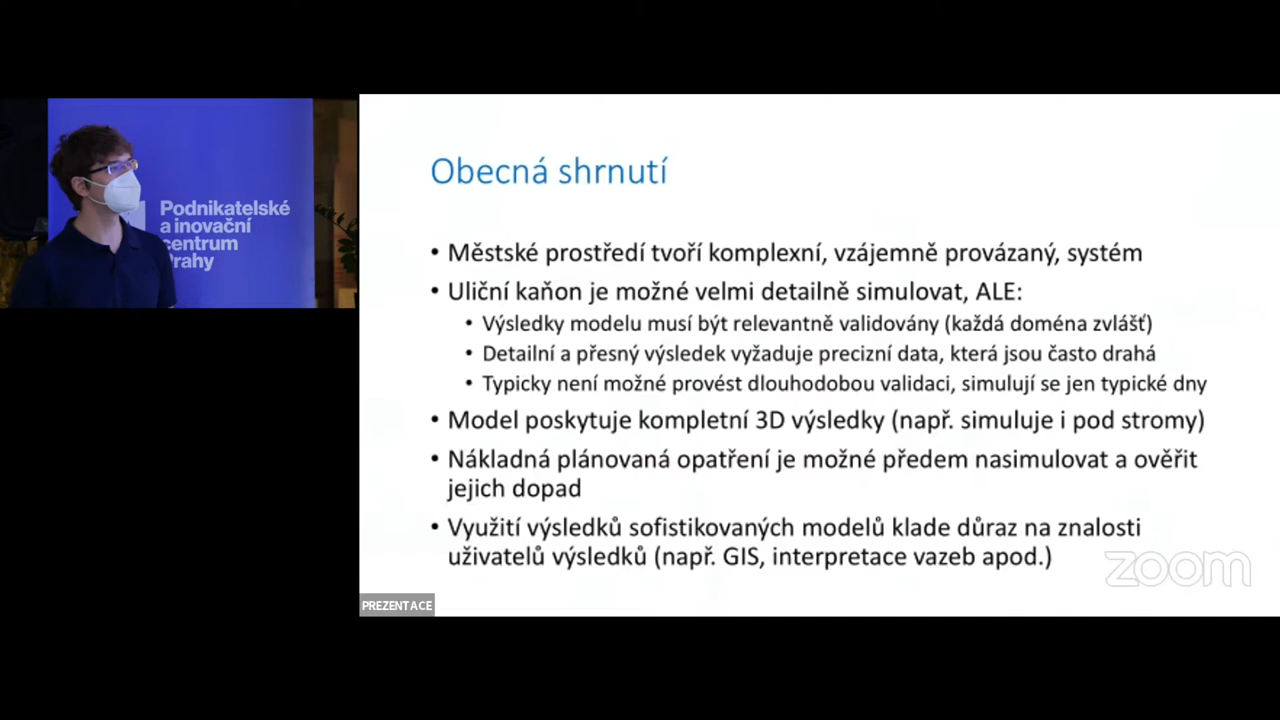 Podnikatelské
a inovační
centrum
Prahy
Obecná shrnutí
• Městské prostředí tvoří komplexní, vzájemně provázaný, systém
• Uliční kaňon je možné velmi detailně simulovat, ALE:
• Výsledky modelu musí být relevantně validovány (každá doména zvlášť)
• Detailní a přesný výsledek vyžaduje precizní data, která jsou často drahá
• Typicky není možné provést dlouhodobou validaci, simulují se jen typické dny
• Model poskytuje kompletní 3D výsledky (např. simuluje i pod stromy)
• Nákladná plánovaná opatření je možné předem nasimulovat a ověřit
jejich dopad
• Využití výsledků sofistikovaných modelů klade důraz na znalosti
uživatelů výsledků (např. GIS, interpretace vazeb apod.)
zoom
PREZENTACE